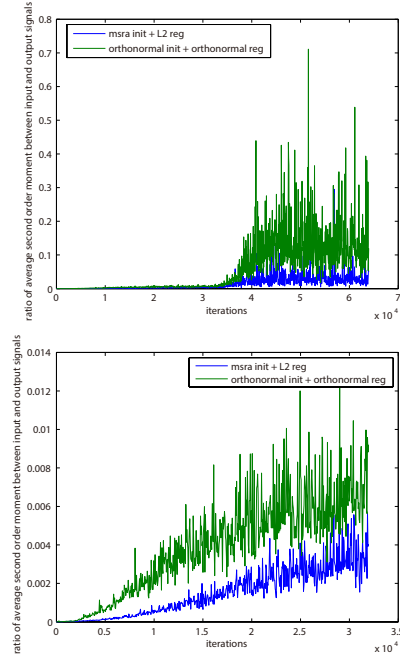 ratio of average second order moment between input and output signals
0.8
0.7
0.6
0.5
0.4
0.3
0.2
0.1
0
msra init + L2 reg
orthonormal init + orthonormal reg
0 1 2 3 4 5 6 7
iterations
x 10^4
ratio of average second order moment between input and output signals
0.014
0.012
0.01
0.008
0.006
0.004
0.002
0
msra init + L2 reg
orthonormal init + orthonormal reg
0 0.5 1 1.5 2 2.5 3 3.5
iterations
x 10^4